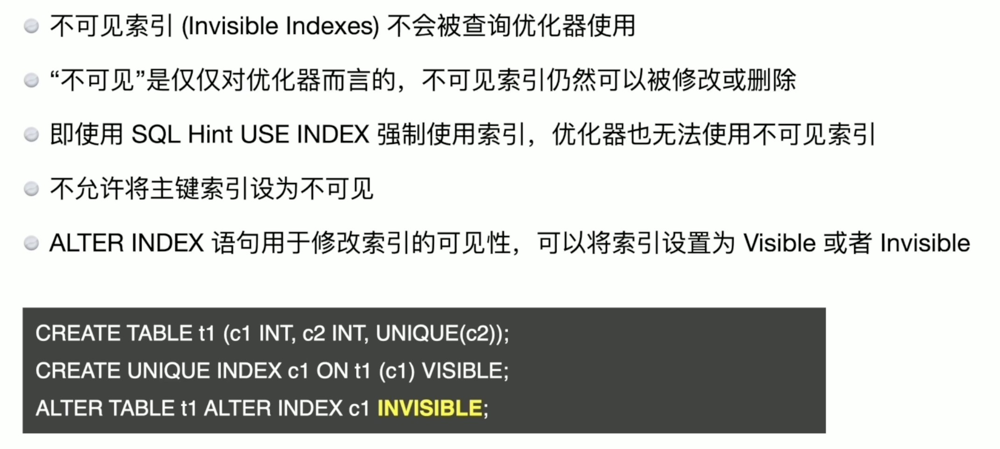 不可见索引 (Invisible Indexes) 不会被查询优化器使用
“不可见”是仅仅对优化器而言的，不可见索引仍然可以被修改或删除
即使用 SQL Hint USE INDEX 强制使用索引，优化器也无法使用不可见索引
不允许将主键索引设为不可见
ALTER INDEX 语句用于修改索引的可见性，可以将索引设置为 Visible 或者 Invisible
CREATE TABLE t1 (c1 INT, c2 INT, UNIQUE(c2));
CREATE UNIQUE INDEX c1 ON t1 (c1) VISIBLE;
ALTER TABLE t1 ALTER INDEX c1 INVISIBLE;